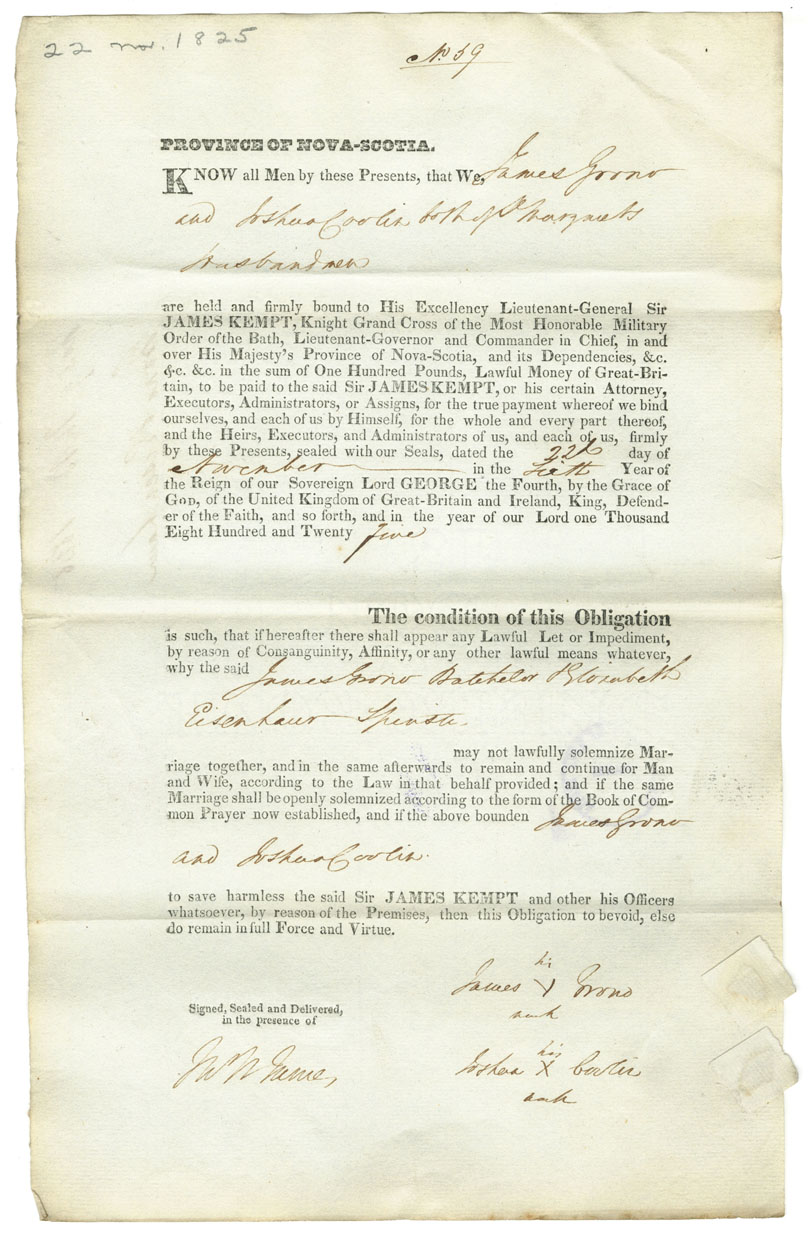 22 Nov. 1825
No 59
PROVINCE OF NOVA-SCOTIA.
KNOW all Men by these Presents, that We, James Grono
and Joshua Coolin both of St Margarets
Husbandmen
are held and firmly bound to His Excellency Lieutenant-General Sir
JAMES KEMPT, Knight Grand Cross of the Most Honorable Military
Order of the Bath, Lieutenant-Governor and Commander in Chief, in and
over His Majesty's Province of Nova-Scotia, and its Dependencies, &c.
&c. &c. in the sum of One Hundred Pounds, Lawful Money of Great-Bri-
tain, to be paid to the said Sir JAMES KEMPT, or his certain Attorney,
Executors, Administrators, or Assigns, for the true payment whereof we bind
ourselves, and each of us by Himself, for the whole and every part thereof,
and the Heirs, Executors, and Administrators of us, and each of us, firmly
by these Presents, sealed with our Seals, dated the 22d day of
November in the Sixth Year of
the Reign of our Sovereign Lord GEORGE the Fourth, by the Grace of
GOD, of the United Kingdom of Great-Britain and Ireland, King, Defend-
er of the Faith, and so forth, and in the year of our Lord one Thousand
Eight Hundred and Twenty five
The condition of this Obligation
is such, that if hereafter there shall appear any Lawful Let or Impediment,
by reason of Consanguinity, Affinity, or any other lawful means whatever,
why the said James Grono Batchelor & Elizabeth
Eisenhaur Spinster
may not lawfully solemnize Mar-
riage together, and in the same afterwards to remain and continue for Man
and Wife, according to the Law in that behalf provided; and if the same
Marriage shall be openly solemnized according to the form of the Book of Com-
mon Prayer now established, and if the above bounden James Grono
and Joshua Coolin
to save harmless the said Sir JAMES KEMPT and other his Officers
whatsoever, by reason of the Premises, then this Obligation to be void, else
do remain in full Force and Virtue.
his
James X Grono
mark
Signed, Sealed and Delivered,
in the presence of
his
Joshua X Coolin
mark